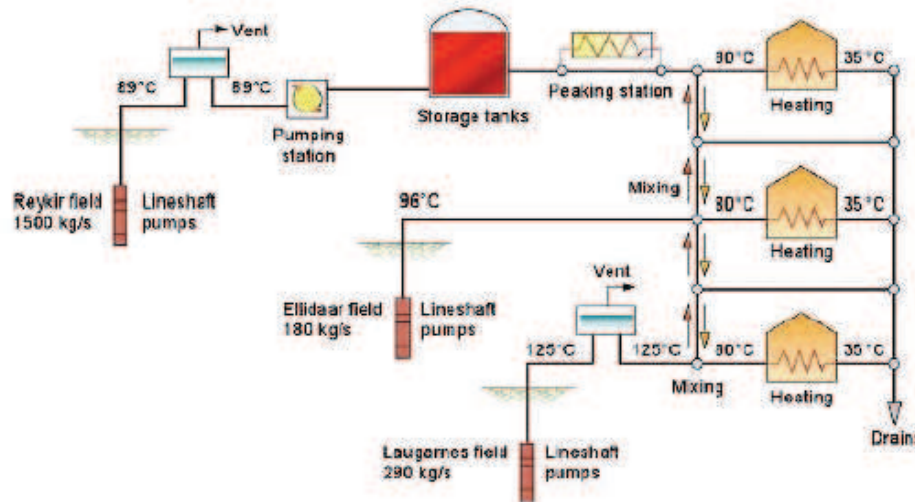 Vent
89°C
89°C
Pumping
station
Storage tanks
Peaking station
80°C
35°C
Heating
Reykir field
1500 kg/s
Lineshaft
pumps
Mixing
96°C
80°C
35°C
Heating
Ellidaar field
180 kg/s
Lineshaft
pumps
Vent
125°C
125°C
80°C
35°C
Mixing
Heating
Drains
Laugarnes field
290 kg/s
Lineshaft
pumps